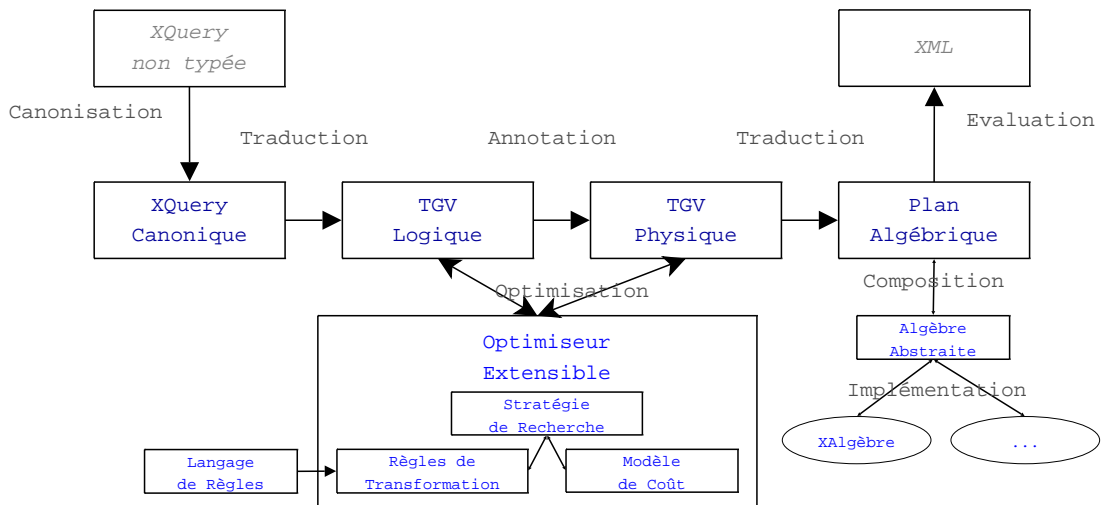 XQuery
non typée
XML
Canonisation
Evaluation
Traduction
Annotation
Traduction
XQuery
Canonique
TGV
Logique
TGV
Physique
Plan
Algébrique
Optimisation
Composition
Optimiseur
Extensible
Algèbre
Abstraite
Implémentation
Stratégie
de Recherche
XAlgèbre
...
Langage
de Règles
Règles de
Transformation
Modèle
de Coût